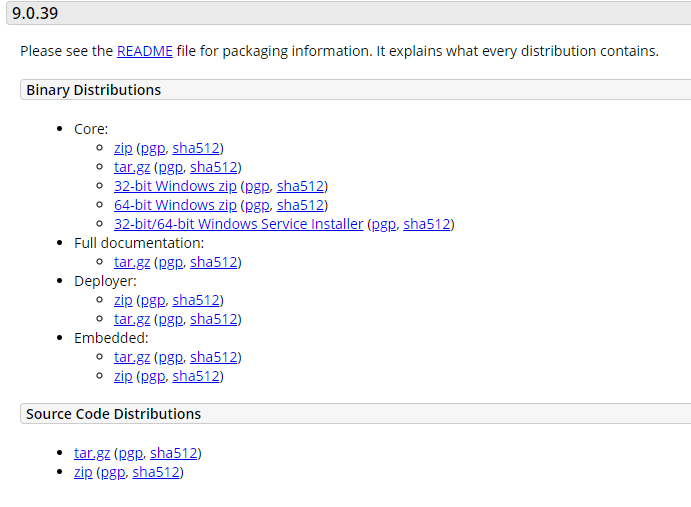 9.0.39
Please see the README file for packaging information. It explains what every distribution contains.
Binary Distributions
Core:
zip (pgp, sha512)
tar.gz (pgp, sha512)
32-bit Windows zip (pgp, sha512)
64-bit Windows zip (pgp, sha512)
32-bit/64-bit Windows Service Installer (pgp, sha512)
Full documentation:
tar.gz (pgp, sha512)
Deployer:
zip (pgp, sha512)
tar.gz (pgp, sha512)
Embedded:
tar.gz (pgp, sha512)
zip (pgp, sha512)
Source Code Distributions
tar.gz (pgp, sha512)
zip (pgp, sha512)